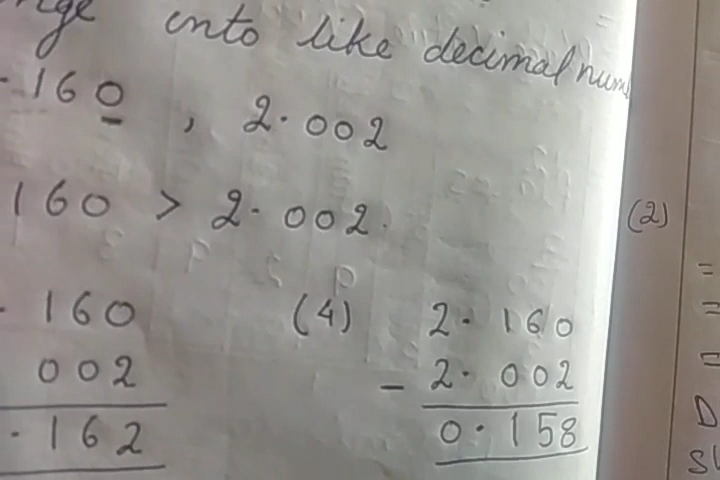 into like decimal
.160 , 2.002
160 > 2.002.
.160 (4) 2.160
002 - 2.002
.162 0.158
(2)
=
=
=
D